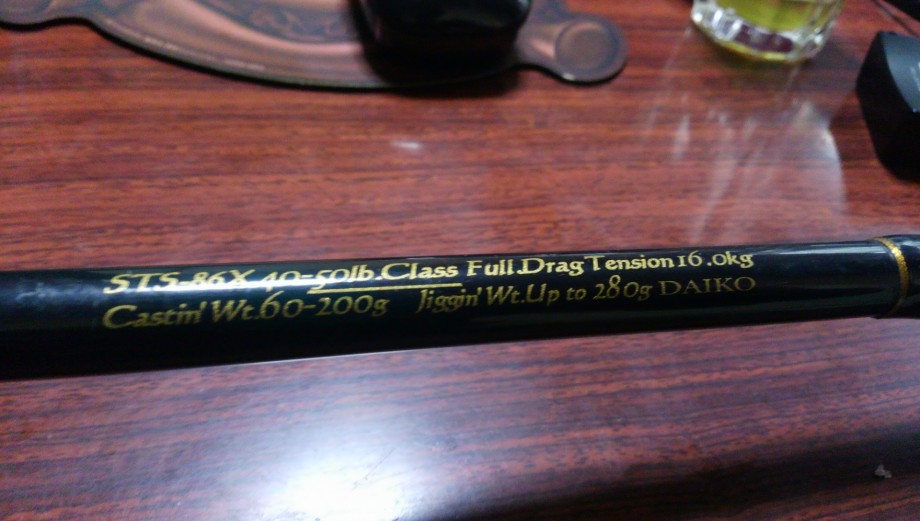 STS-86X 40-50lb.Class Full.Drag Tension 16.0kg
Castin' Wt.60-200g Jiggin' Wt.Up to 280g DAIKO